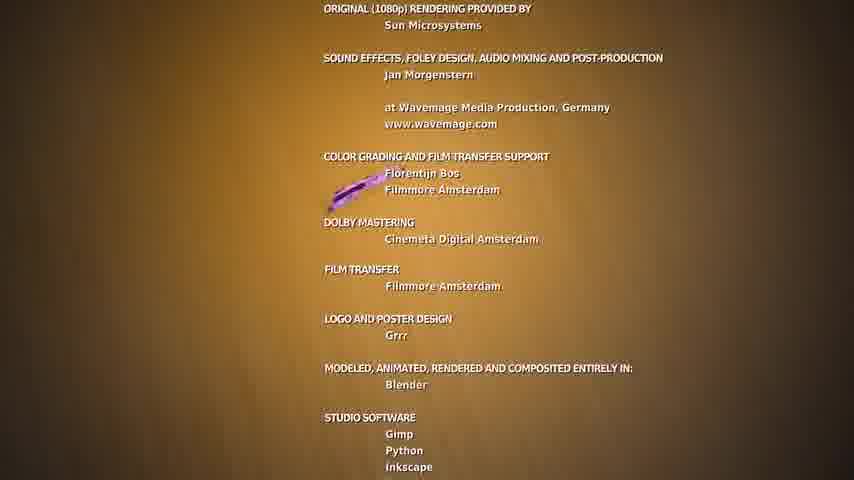 ORIGINAL (1080p) RENDERING PROVIDED BY
Sun Microsystems
SOUND EFFECTS, FOLEY DESIGN, AUDIO MIXING AND POST-PRODUCTION
Jan Morgenstern
at Wavemage Media Production, Germany
www.wavemage.com
COLOR GRADING AND FILM TRANSFER SUPPORT
Florentijn Bos
Filmmore Amsterdam
DOLBY MASTERING
Cinemeta Digital Amsterdam
FILM TRANSFER
Filmmore Amsterdam
LOGO AND POSTER DESIGN
Grrr
MODELED, ANIMATED, RENDERED AND COMPOSITED ENTIRELY IN:
Blender
STUDIO SOFTWARE
Gimp
Python
Inkscape